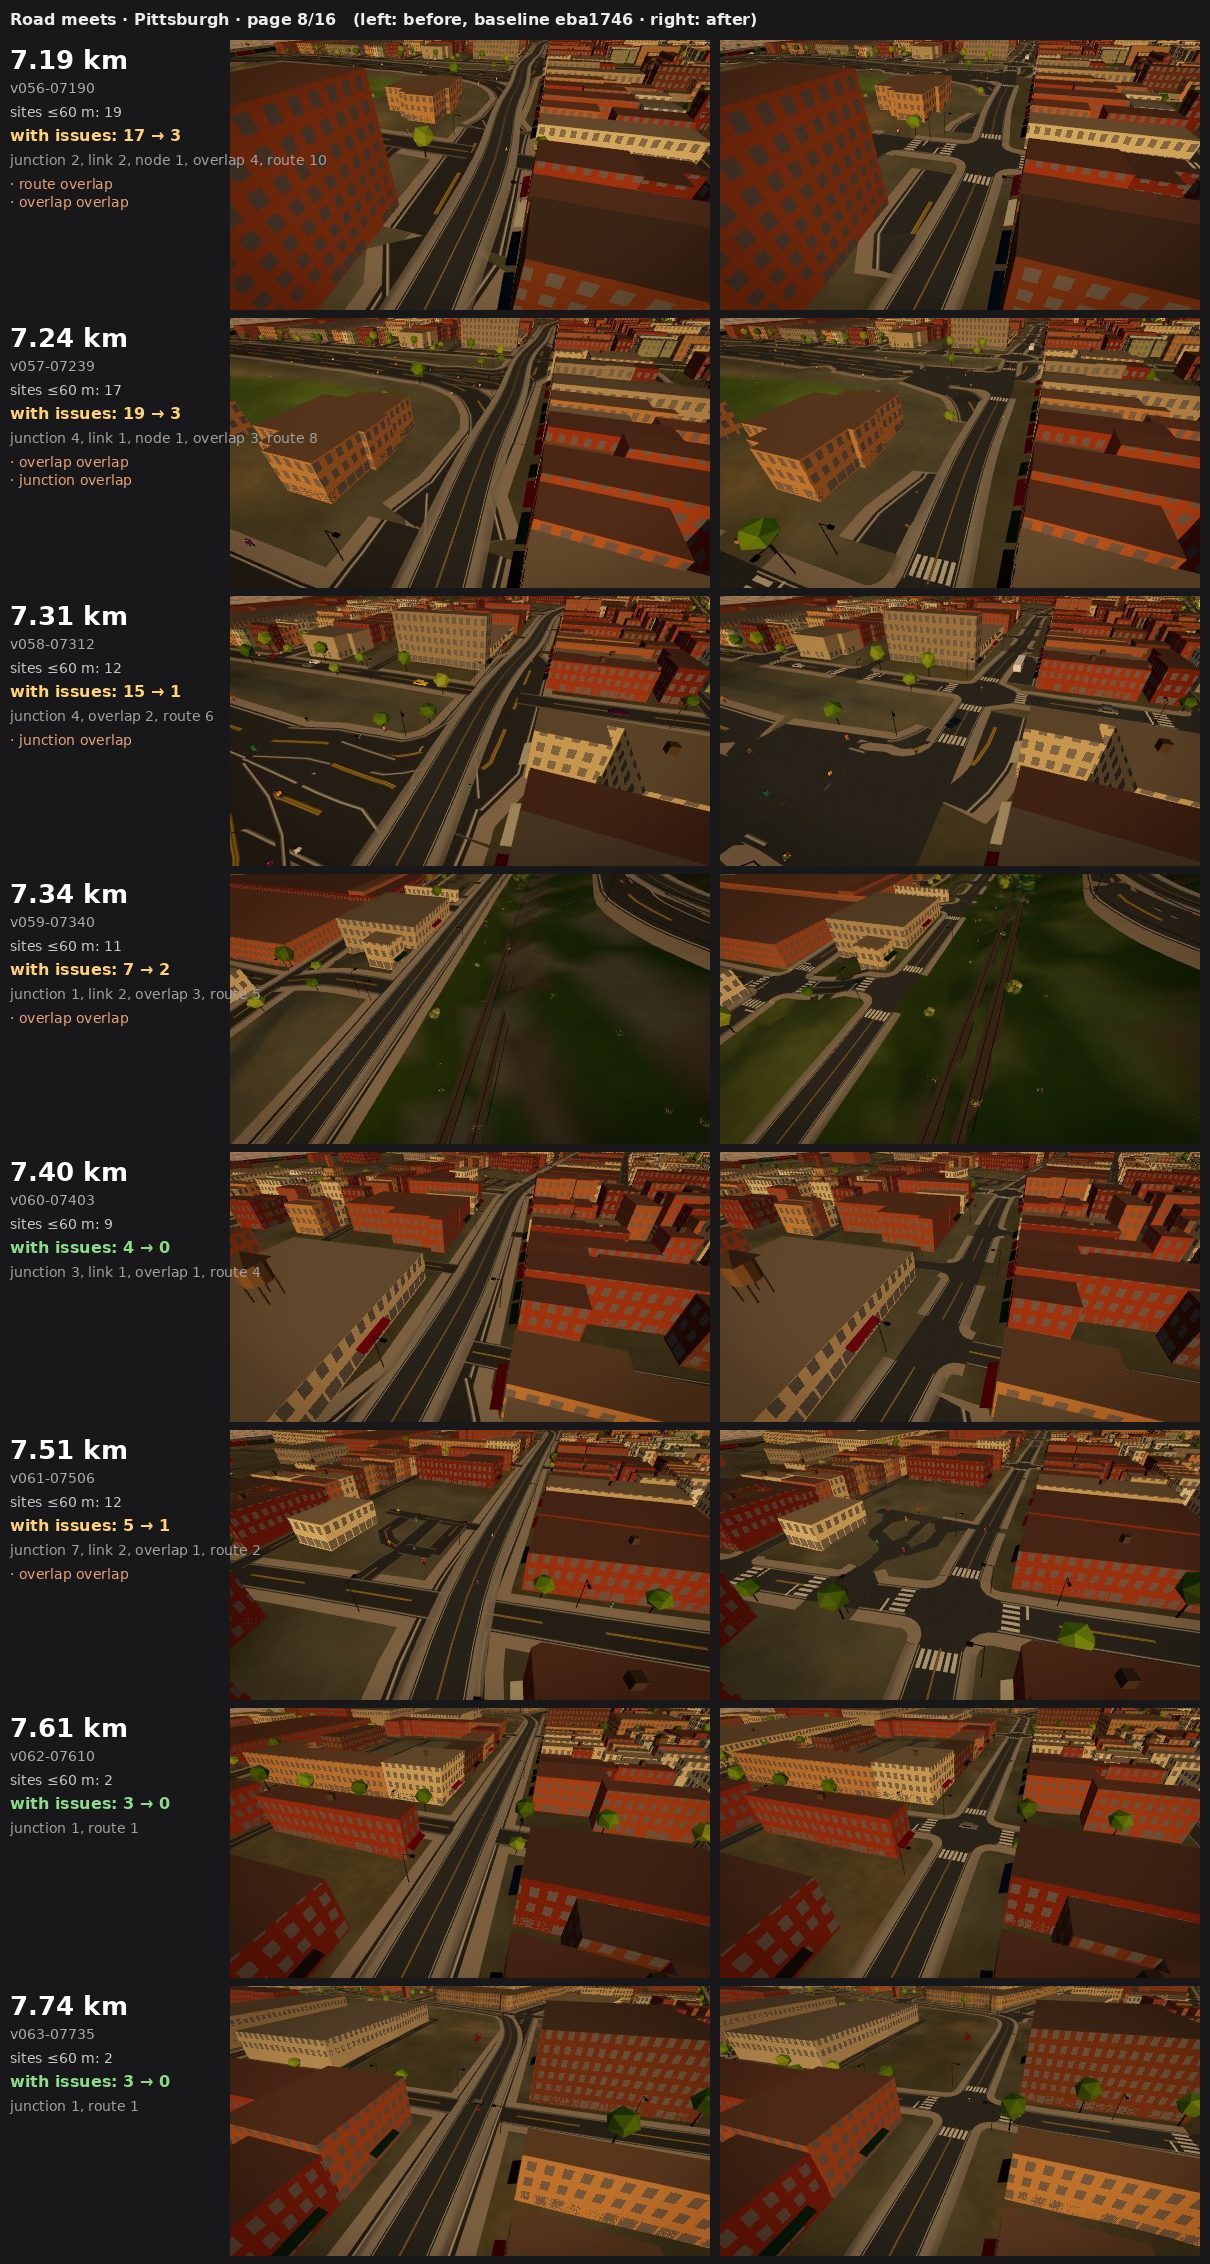 Road meets · Pittsburgh · page 8/16 (left: before, baseline eba1746 · right: after)
7.19 km
v056-07190
sites ≤60 m: 19
with issues: 17 → 3
junction 2, link 2, node 1, overlap 4, route 10
· route overlap
· overlap overlap
7.24 km
v057-07239
sites ≤60 m: 17
with issues: 19 → 3
junction 4, link 1, node 1, overlap 3, route 8
· overlap overlap
· junction overlap
7.31 km
v058-07312
sites ≤60 m: 12
with issues: 15 → 1
junction 4, overlap 2, route 6
· junction overlap
7.34 km
v059-07340
sites ≤60 m: 11
with issues: 7 → 2
junction 1, link 2, overlap 3, route 5
· overlap overlap
7.40 km
v060-07403
sites ≤60 m: 9
with issues: 4 → 0
junction 3, link 1, overlap 1, route 4
7.51 km
v061-07506
sites ≤60 m: 12
with issues: 5 → 1
junction 7, link 2, overlap 1, route 2
· overlap overlap
7.61 km
v062-07610
sites ≤60 m: 2
with issues: 3 → 0
junction 1, route 1
7.74 km
v063-07735
sites ≤60 m: 2
with issues: 3 → 0
junction 1, route 1